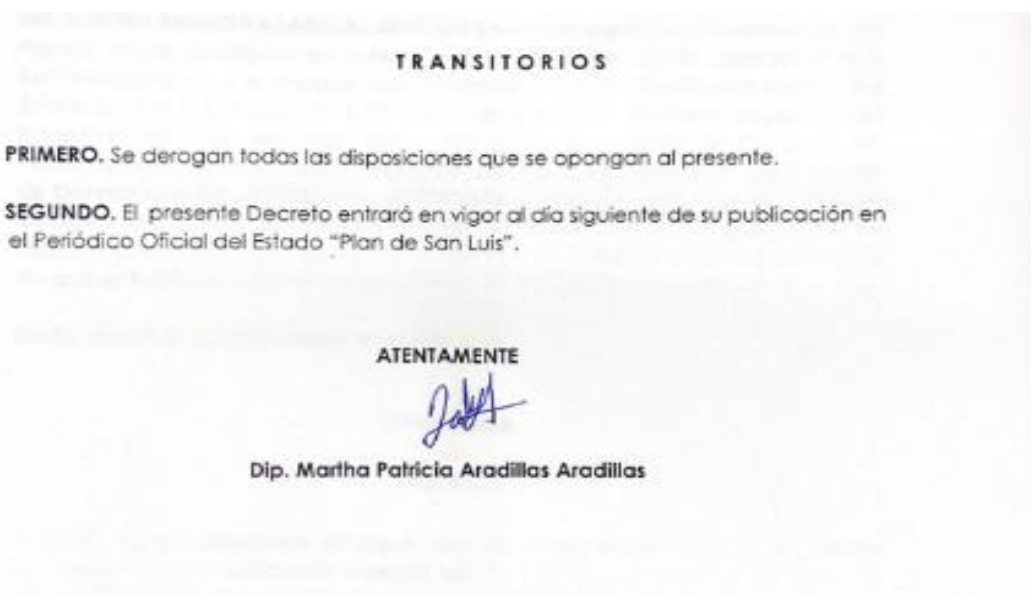 TRANSITORIOS
PRIMERO. Se derogan todas las disposiciones que se opongan al presente.
SEGUNDO. El presente Decreto entrará en vigor al día siguiente de su publicación en
el Periódico Oficial del Estado "Plan de San Luis".
ATENTAMENTE
Dip. Martha Patricia Aradillas Aradillas